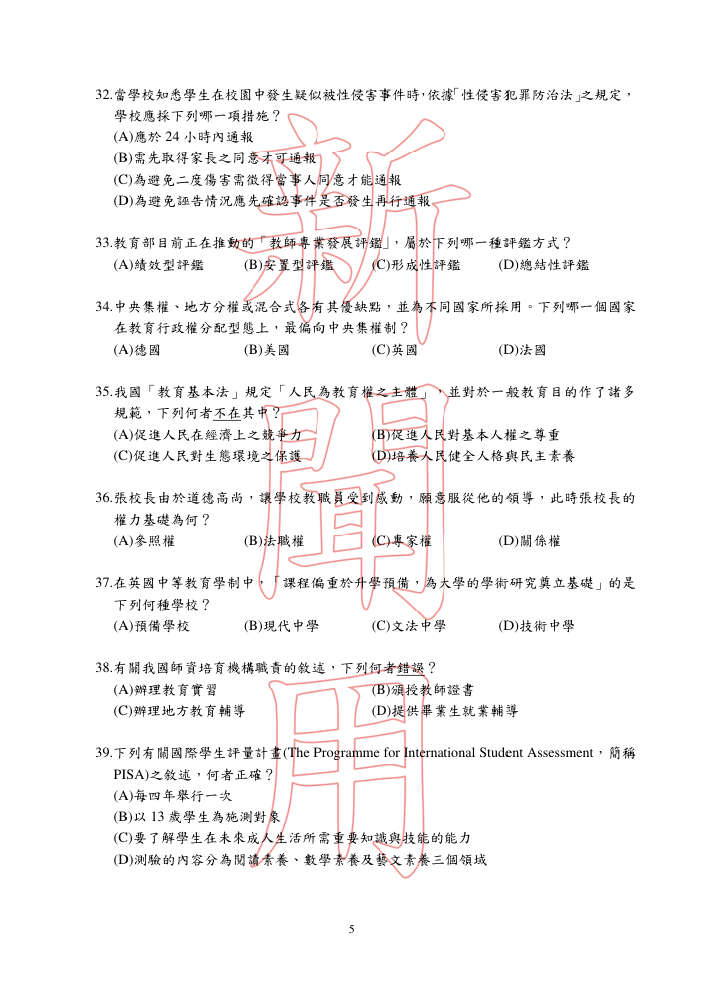 32.當學校知悉學生在校園中發生疑似被性侵害事件時，依據「性侵害犯罪防治法」之規定，
學校應採下列哪一項措施？
(A)應於 24 小時內通報
(B)需先取得家長之同意才可通報
(C)為避免二度傷害需徵得當事人同意才能通報
(D)為避免誣告情況應先確認事件是否發生再行通報
33.教育部目前正在推動的「教師專業發展評鑑」，屬於下列哪一種評鑑方式？
(A)績效型評鑑 (B)安置型評鑑 (C)形成性評鑑 (D)總結性評鑑
34.中央集權、地方分權或混合式各有其優缺點，並為不同國家所採用。下列哪一個國家
在教育行政權分配型態上，最偏向中央集權制？
(A)德國 (B)美國 (C)英國 (D)法國
35.我國「教育基本法」規定「人民為教育權之主體」，並對於一般教育目的作了諸多
規範，下列何者不在其中？
(A)促進人民在經濟上之競爭力 (B)促進人民對基本人權之尊重
(C)促進人民對生態環境之保護 (D)培養人民健全人格與民主素養
36.張校長由於道德高尚，讓學校教職員受到感動，願意服從他的領導，此時張校長的
權力基礎為何？
(A)參照權 (B)法職權 (C)專家權 (D)關係權
37.在英國中等教育學制中，「課程偏重於升學預備，為大學的學術研究奠立基礎」的是
下列何種學校？
(A)預備學校 (B)現代中學 (C)文法中學 (D)技術中學
38.有關我國師資培育機構職責的敘述，下列何者錯誤？
(A)辦理教育實習 (B)頒授教師證書
(C)辦理地方教育輔導 (D)提供畢業生就業輔導
39.下列有關國際學生評量計畫(The Programme for International Student Assessment，簡稱
PISA)之敘述，何者正確？
(A)每四年舉行一次
(B)以 13 歲學生為施測對象
(C)要了解學生在未來成人生活所需重要知識與技能的能力
(D)測驗的內容分為閱讀素養、數學素養及藝文素養三個領域
新聞用
5